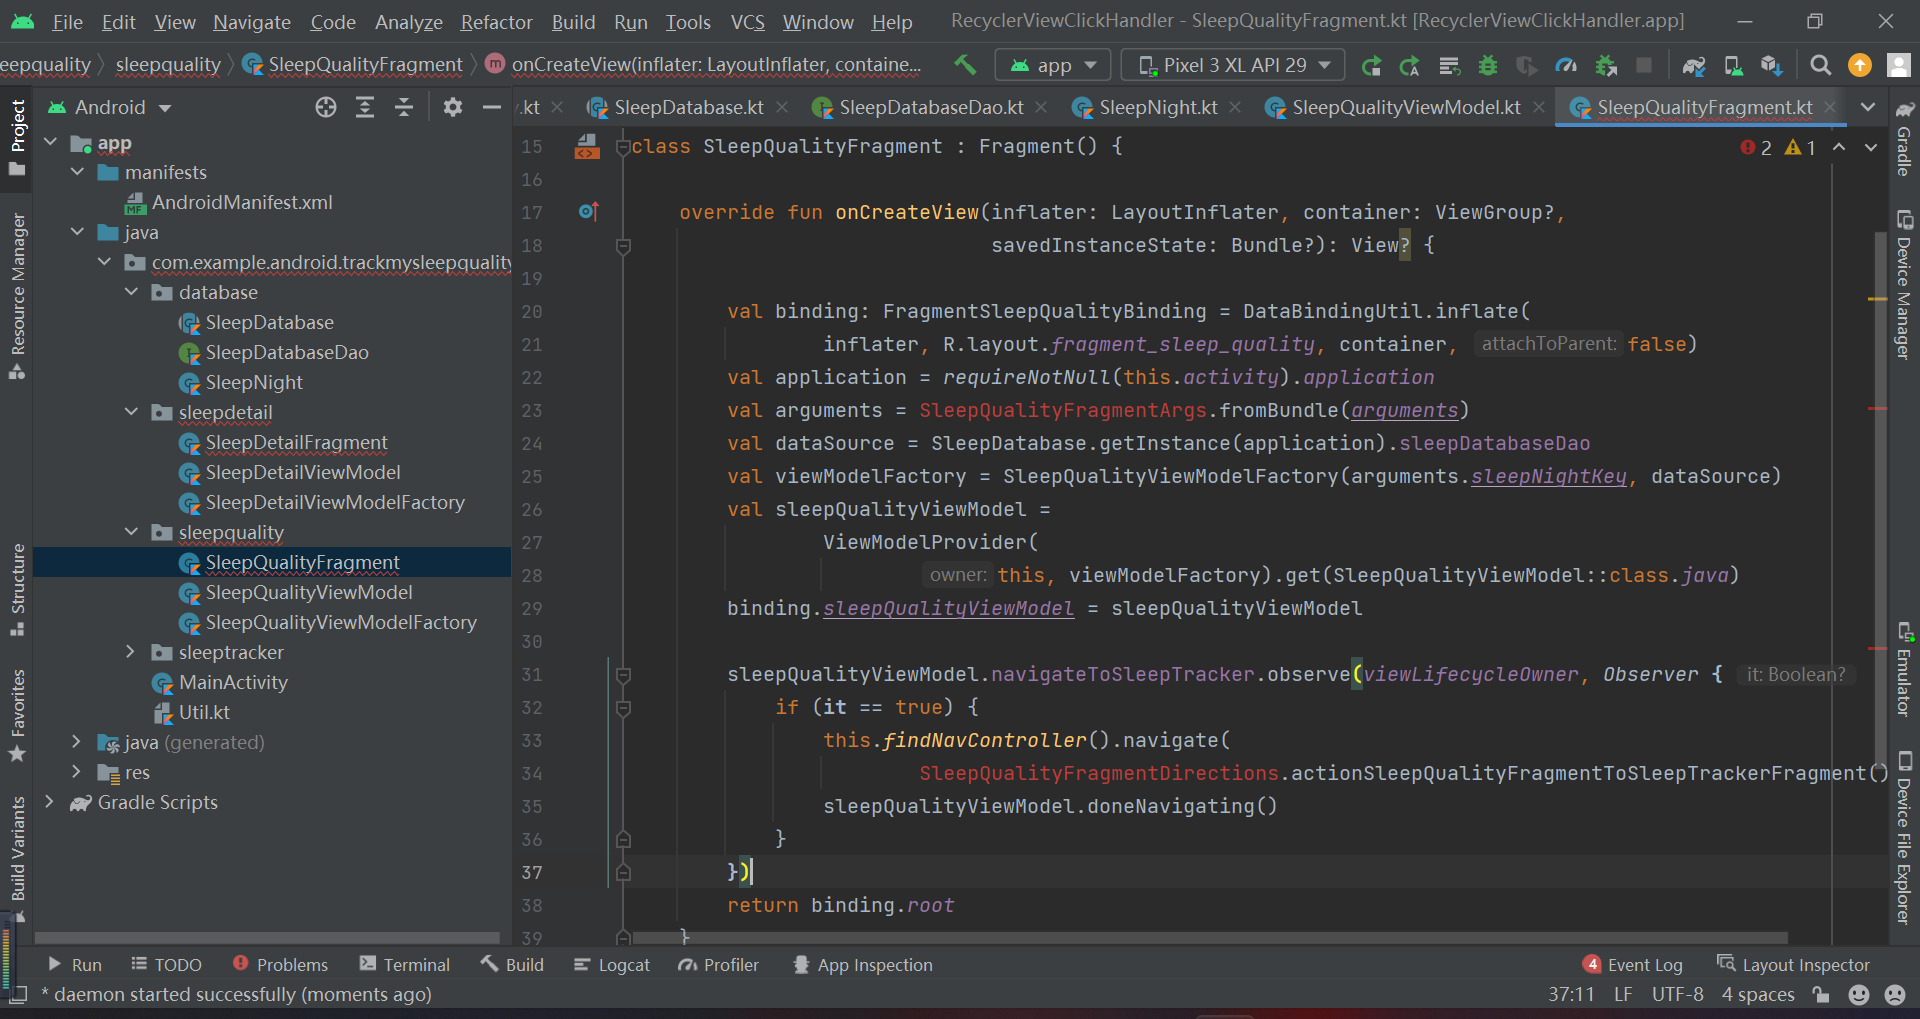 File Edit View Navigate Code Analyze Refactor Build Run Tools VCS Window Help RecyclerViewClickHandler - SleepQualityFragment.kt [RecyclerViewClickHandler.app]
eepquality sleepquality SleepQualityFragment m onCreateView(inflater: LayoutInflater, containe... app Pixel 3 XL API 29
Android
.kt SleepDatabase.kt SleepDatabaseDao.kt SleepNight.kt SleepQualityViewModel.kt SleepQualityFragment.kt
Project
Resource Manager
Structure
Favorites
Build Variants
app
manifests
MF AndroidManifest.xml
java
com.example.android.trackmysleepquality
database
SleepDatabase
SleepDatabaseDao
SleepNight
sleepdetail
SleepDetailFragment
SleepDetailViewModel
SleepDetailViewModelFactory
sleepquality
SleepQualityFragment
SleepQualityViewModel
SleepQualityViewModelFactory
sleeptracker
MainActivity
Util.kt
java (generated)
res
Gradle Scripts
2 1
15 class SleepQualityFragment : Fragment() {
16
17 override fun onCreateView(inflater: LayoutInflater, container: ViewGroup?,
18 savedInstanceState: Bundle?): View? {
19
20 val binding: FragmentSleepQualityBinding = DataBindingUtil.inflate(
21 inflater, R.layout.fragment_sleep_quality, container, attachToParent: false)
22 val application = requireNotNull(this.activity).application
23 val arguments = SleepQualityFragmentArgs.fromBundle(arguments)
24 val dataSource = SleepDatabase.getInstance(application).sleepDatabaseDao
25 val viewModelFactory = SleepQualityViewModelFactory(arguments.sleepNightKey, dataSource)
26 val sleepQualityViewModel =
27 ViewModelProvider(
28 owner: this, viewModelFactory).get(SleepQualityViewModel::class.java)
29 binding.sleepQualityViewModel = sleepQualityViewModel
30
31 sleepQualityViewModel.navigateToSleepTracker.observe(viewLifecycleOwner, Observer { it: Boolean?
32 if (it == true) {
33 this.findNavController().navigate(
34 SleepQualityFragmentDirections.actionSleepQualityFragmentToSleepTrackerFragment()
35 sleepQualityViewModel.doneNavigating()
36 }
37 })
38 return binding.root
39 }
Gradle
Device Manager
Emulator
Device File Explorer
Run TODO Problems Terminal Build Logcat Profiler App Inspection 4 Event Log Layout Inspector
* daemon started successfully (moments ago) 37:11 LF UTF-8 4 spaces